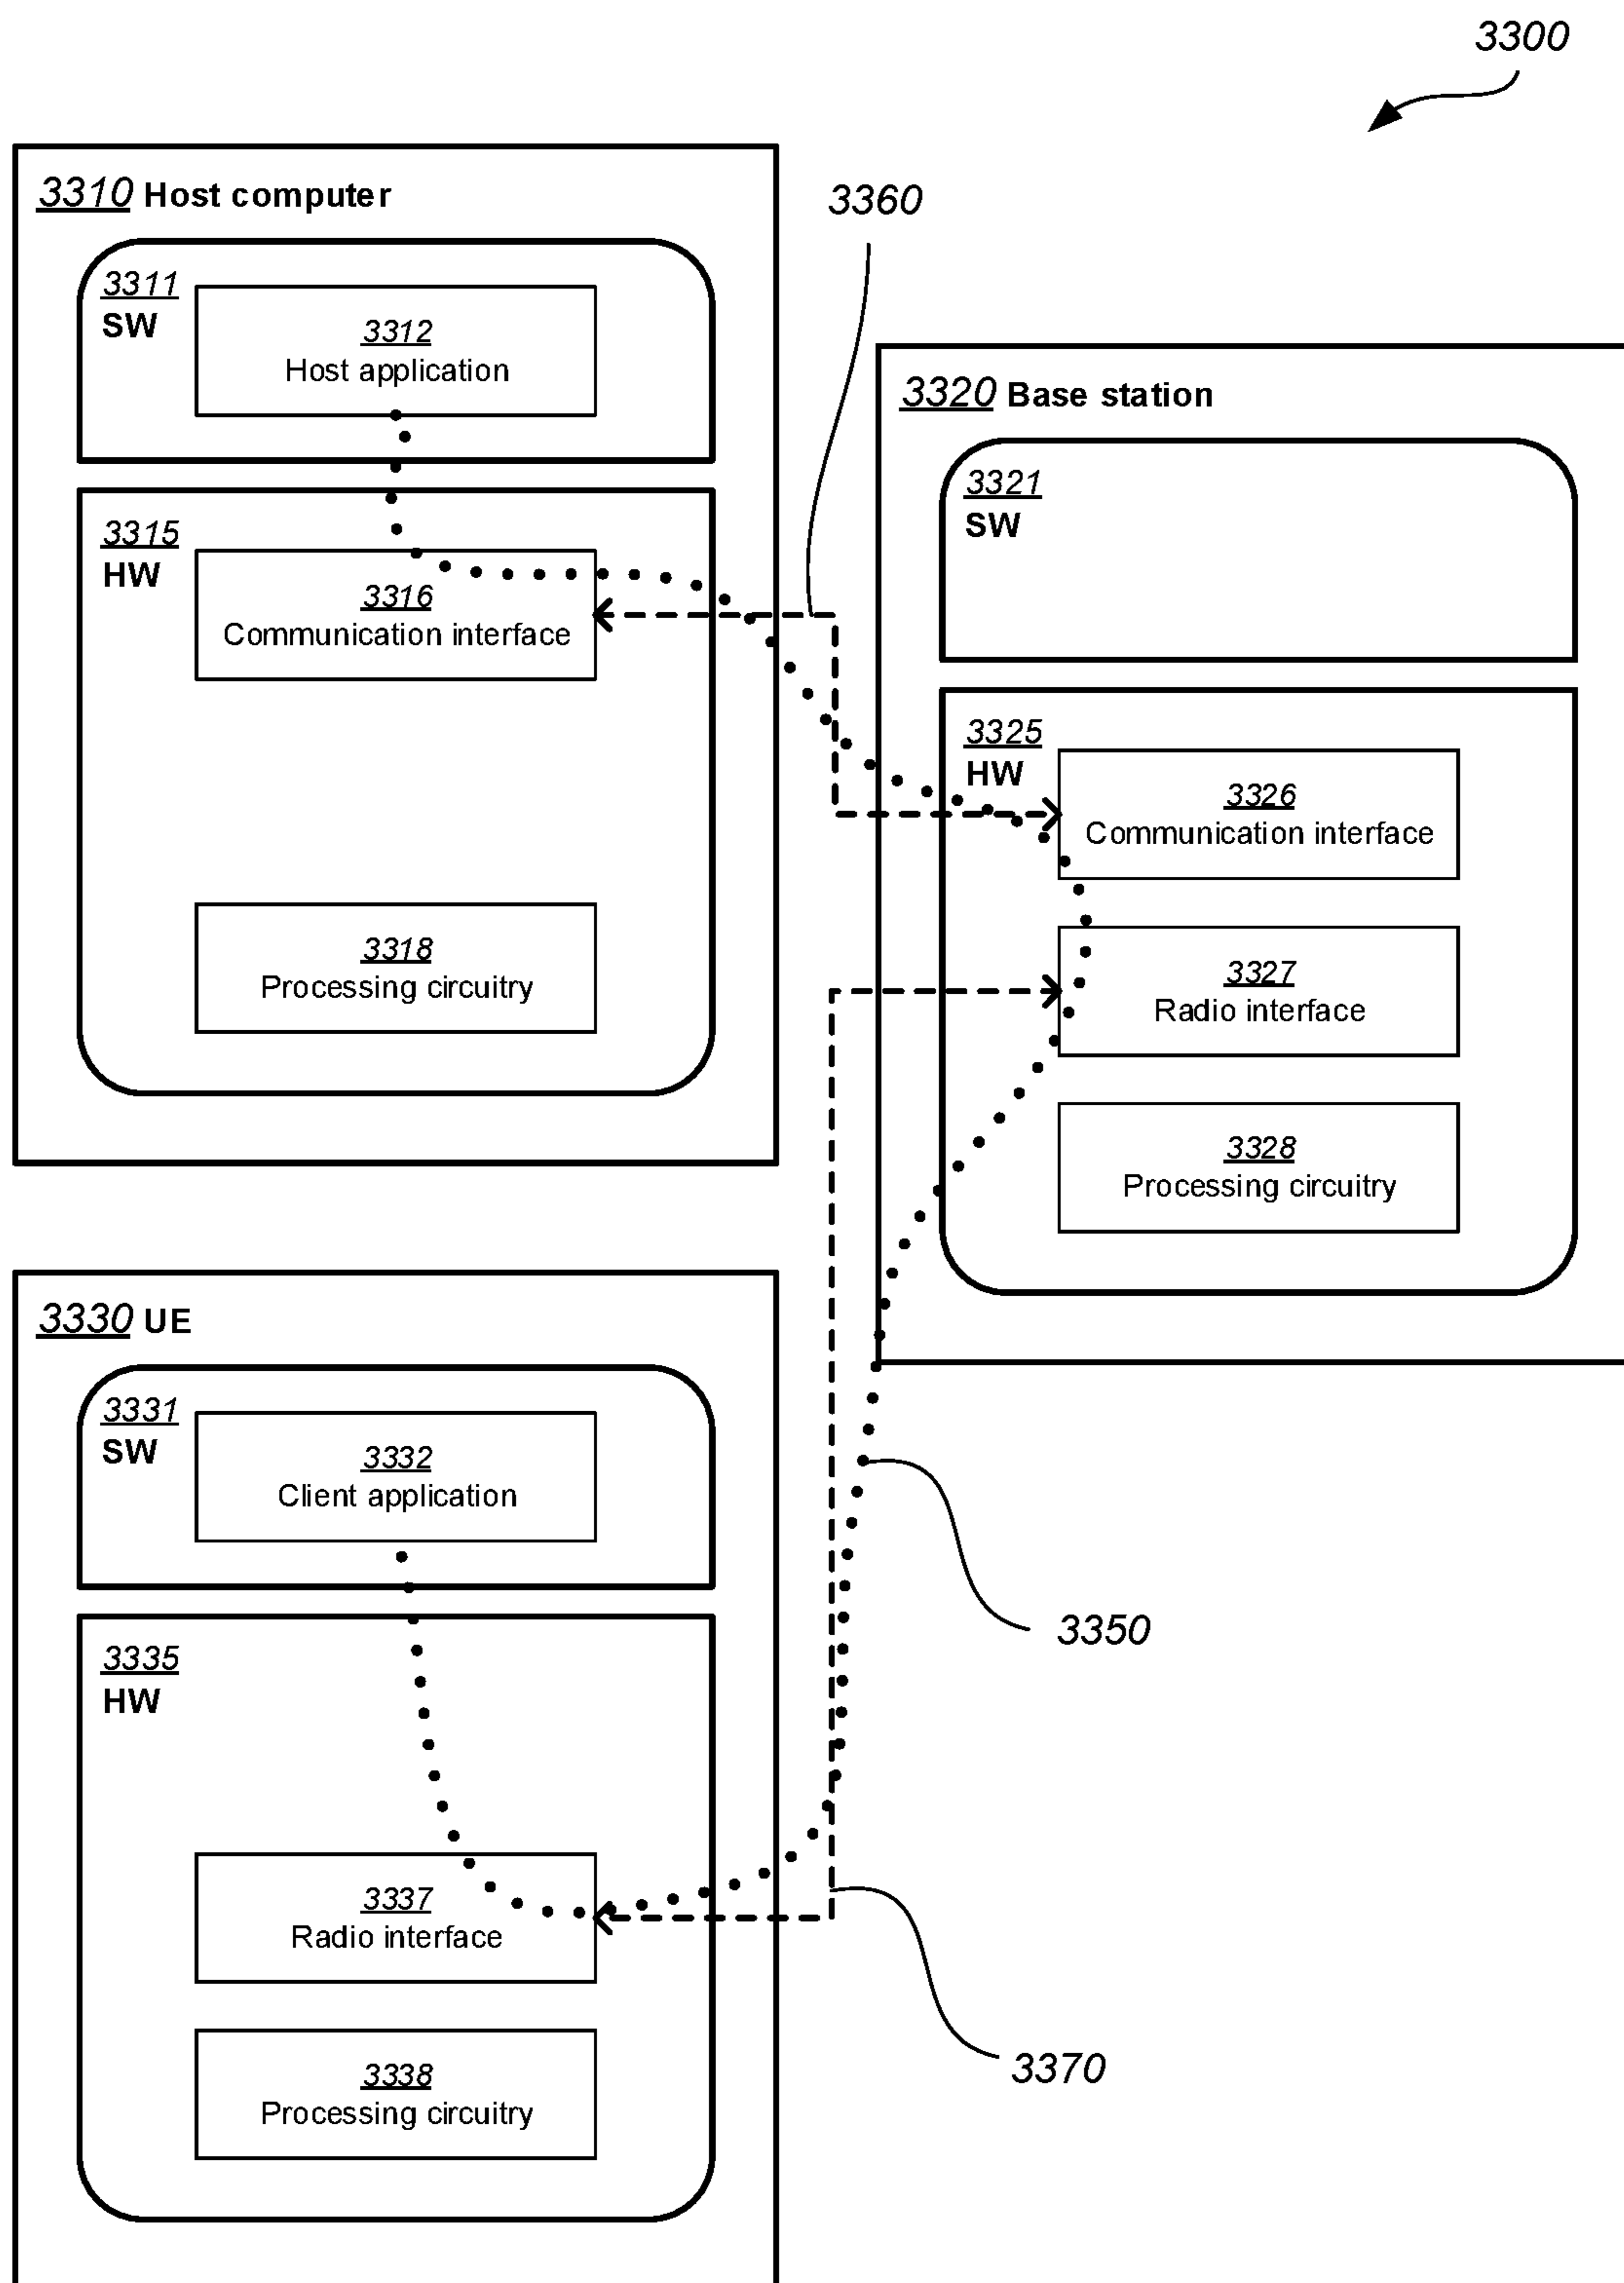 3300
3310 Host computer
3311
SW
3312
Host application
3315
HW
3316
Communication interface
3318
Processing circuitry
3360
3320 Base station
3321
SW
3325
HW
3326
Communication interface
3327
Radio interface
3328
Processing circuitry
3330 UE
3331
SW
3332
Client application
3335
HW
3337
Radio interface
3338
Processing circuitry
3350
3370